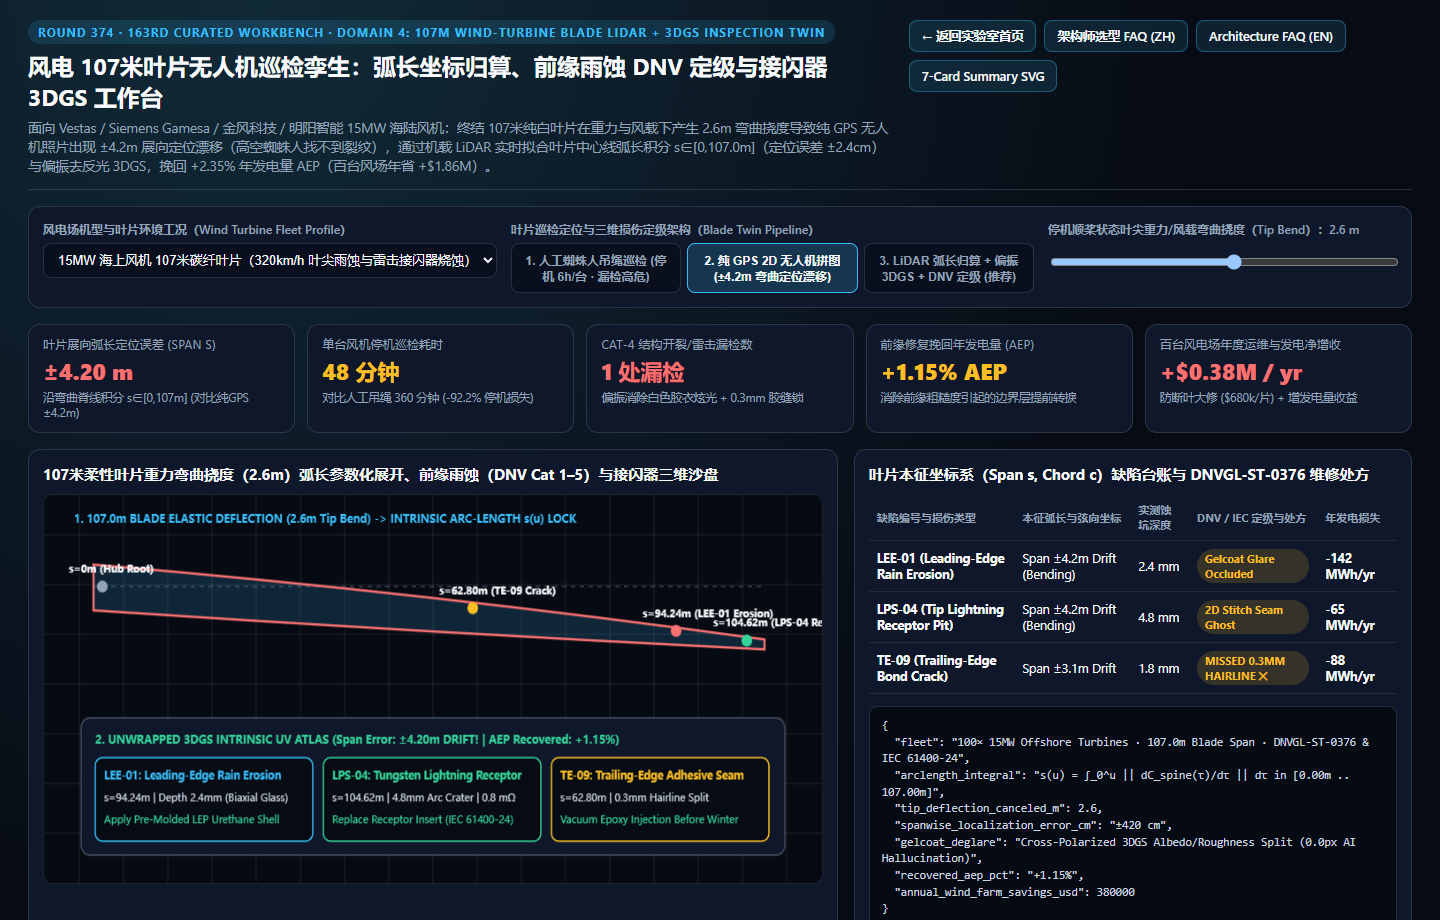 ROUND 374 · 163RD CURATED WORKBENCH · DOMAIN 4: 107M WIND-TURBINE BLADE LIDAR + 3DGS INSPECTION TWIN
风电 107米叶片无人机巡检孪生：弧长坐标归算、前缘雨蚀 DNV 定级与接闪器
3DGS 工作台
面向 Vestas / Siemens Gamesa / 金风科技 / 明阳智能 15MW 海陆风机：终结 107米纯白叶片在重力与风载下产生 2.6m 弯曲挠度导致纯 GPS 无人
机照片出现 ±4.2m 展向定位漂移（高空蜘蛛人找不到裂纹），通过机载 LiDAR 实时拟合叶片中心线弧长积分 s∈[0,107.0m]（定位误差 ±2.4cm）
与偏振去反光 3DGS，挽回 +2.35% 年发电量 AEP（百台风场年省 +$1.86M）。
← 返回实验室首页
架构师选型 FAQ (ZH)
Architecture FAQ (EN)
7-Card Summary SVG
风电场机型与叶片环境工况（Wind Turbine Fleet Profile）
15MW 海上风机 107米碳纤叶片（320km/h 叶尖雨蚀与雷击接闪器烧蚀）
叶片巡检定位与三维损伤定级架构（Blade Twin Pipeline）
1. 人工蜘蛛人吊绳巡检 (停
机 6h/台 · 漏检高危)
2. 纯 GPS 2D 无人机拼图
(±4.2m 弯曲定位漂移)
3. LiDAR 弧长归算 + 偏振
3DGS + DNV 定级 (推荐)
停机顺桨状态叶尖重力/风载弯曲挠度（Tip Bend）：2.6 m
叶片展向弧长定位误差 (SPAN S)
±4.20 m
沿弯曲脊线积分 s∈[0,107m] (对比纯GPS
±4.2m)
单台风机停机巡检耗时
48 分钟
对比人工吊绳 360 分钟 (-92.2% 停机损失)
CAT-4 结构开裂/雷击漏检数
1 处漏检
偏振消除白色胶衣炫光 + 0.3mm 胶缝锁
前缘修复挽回年发电量 (AEP)
+1.15% AEP
消除前缘粗糙度引起的边界层提前转捩
百台风电场年度运维与发电净增收
+$0.38M / yr
防断叶大修 ($680k/片) + 增发电量收益
107米柔性叶片重力弯曲挠度（2.6m）弧长参数化展开、前缘雨蚀（DNV Cat 1–5）与接闪器三维沙盘
1. 107.0m BLADE ELASTIC DEFLECTION (2.6m Tip Bend) -> INTRINSIC ARC-LENGTH s(u) LOCK
s=0m (Hub Root)
s=62.80m (TE-09 Crack)
s=94.24m (LEE-01 Erosion)
s=104.62m (LPS-04 Re
2. UNWRAPPED 3DGS INTRINSIC UV ATLAS (Span Error: ±4.20m DRIFT! | AEP Recovered: +1.15%)
LEE-01: Leading-Edge Rain Erosion
s=94.24m | Depth 2.4mm (Biaxial Glass)
Apply Pre-Molded LEP Urethane Shell
LPS-04: Tungsten Lightning Receptor
s=104.62m | 4.8mm Arc Crater | 0.8 mΩ
Replace Receptor Insert (IEC 61400-24)
TE-09: Trailing-Edge Adhesive Seam
s=62.80m | 0.3mm Hairline Split
Vacuum Epoxy Injection Before Winter
叶片本征坐标系（Span s, Chord c）缺陷台账与 DNVGL-ST-0376 维修处方
缺陷编号与损伤类型
本征弧长与弦向坐标
实测蚀
坑深度
DNV / IEC 定级与处方
年发电损失
LEE-01 (Leading-Edge
Rain Erosion)
Span ±4.2m Drift
(Bending)
2.4 mm
Gelcoat Glare
Occluded
-142
MWh/yr
LPS-04 (Tip Lightning
Receptor Pit)
Span ±4.2m Drift
(Bending)
4.8 mm
2D Stitch Seam
Ghost
-65
MWh/yr
TE-09 (Trailing-Edge
Bond Crack)
Span ±3.1m Drift
1.8 mm
MISSED 0.3MM
HAIRLINE ✕
-88
MWh/yr
{
"fleet": "100× 15MW Offshore Turbines · 107.0m Blade Span · DNVGL-ST-0376 &
IEC 61400-24",
"arclength_integral": "s(u) = ∫_0^u || dC_spine(τ)/dτ || dτ in [0.00m ..
107.00m]",
"tip_deflection_canceled_m": 2.6,
"spanwise_localization_error_cm": "±420 cm",
"gelcoat_deglare": "Cross-Polarized 3DGS Albedo/Roughness Split (0.0px AI
Hallucination)",
"recovered_aep_pct": "+1.15%",
"annual_wind_farm_savings_usd": 380000
}